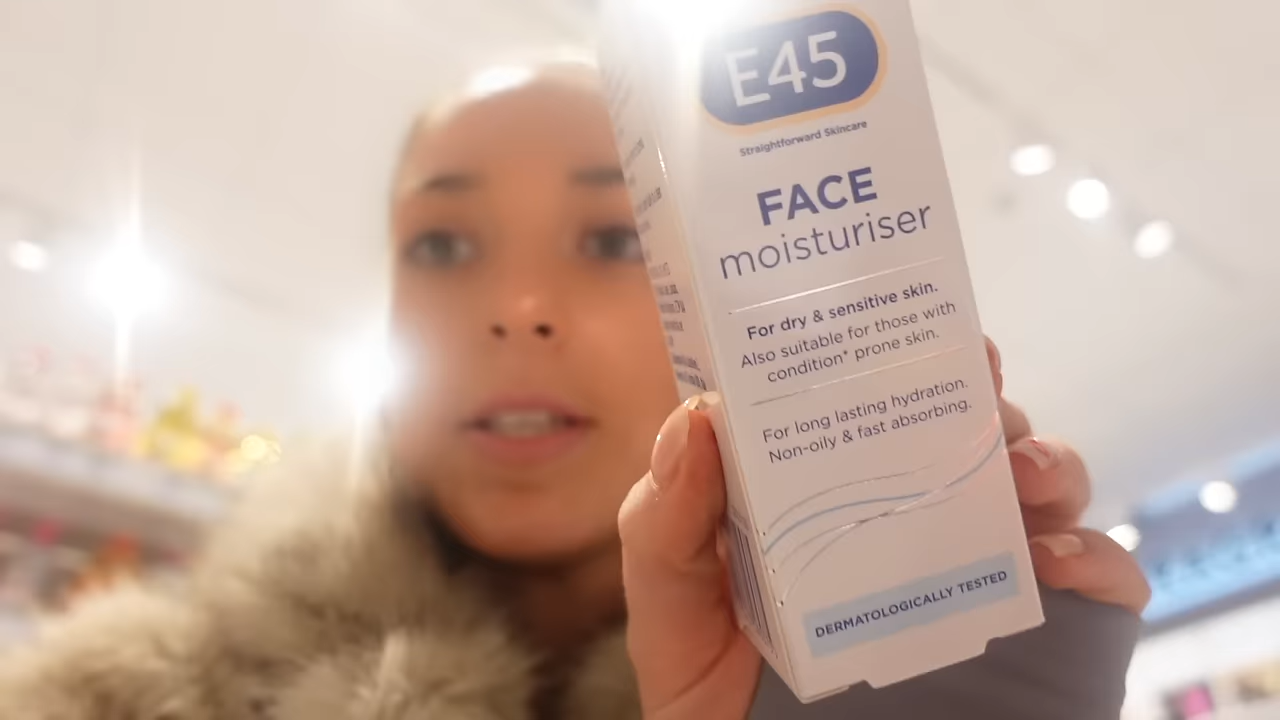 E45
Straightforward Skincare
FACE
moisturiser
For dry & sensitive skin.
Also suitable for those with
condition* prone skin.
For long lasting hydration.
Non-oily & fast absorbing.
DERMATOLOGICALLY TESTED